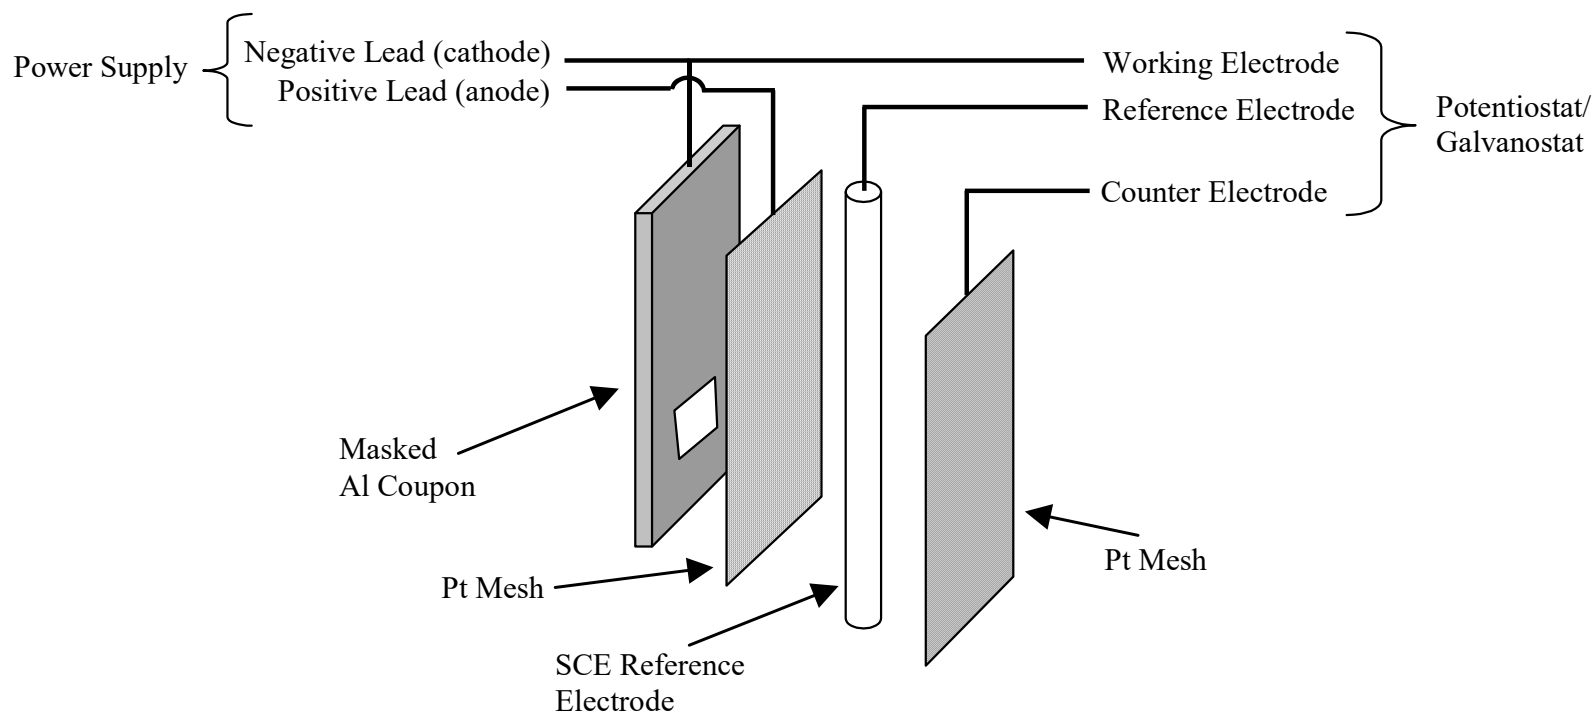 Power Supply
Negative Lead (cathode)
Positive Lead (anode)
Working Electrode
Reference Electrode
Counter Electrode
Potentiostat/
Galvanostat
Masked
Al Coupon
Pt Mesh
SCE Reference
Electrode
Pt Mesh